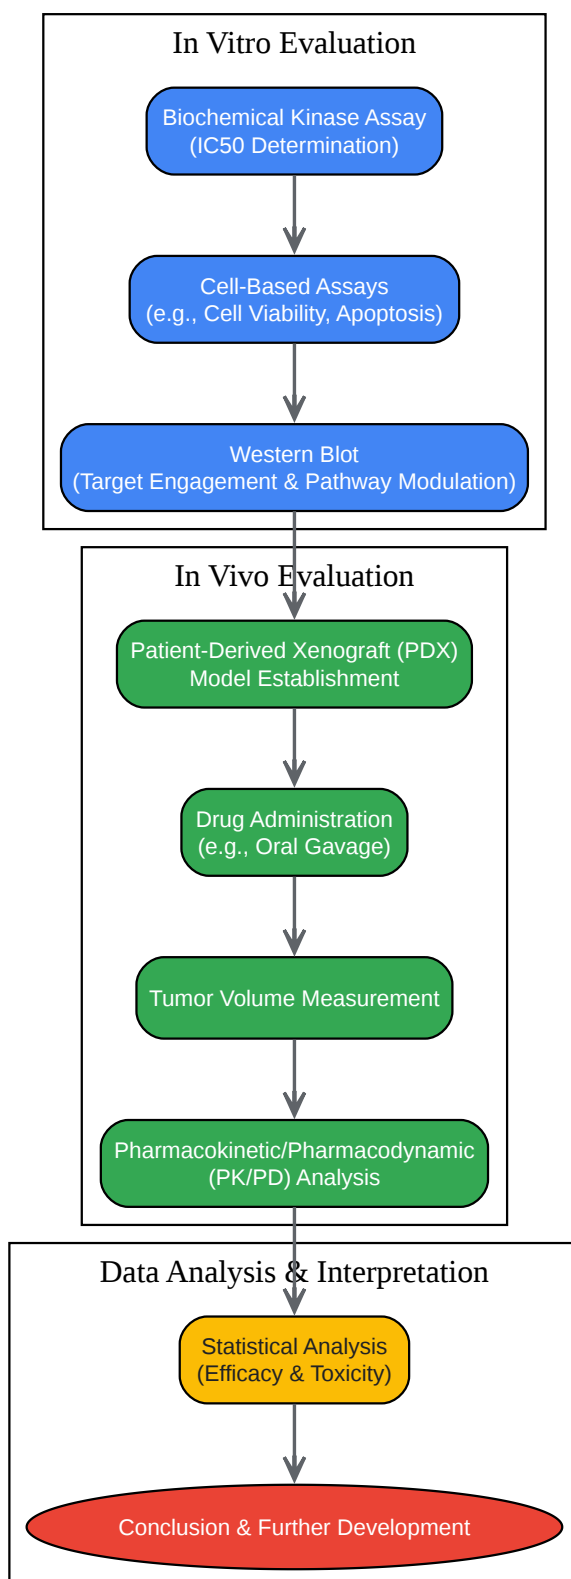 In Vitro Evaluation
Biochemical Kinase Assay
(IC50 Determination)
Cell-Based Assays
(e.g., Cell Viability, Apoptosis)
Western Blot
(Target Engagement & Pathway Modulation)
In Vivo Evaluation
Patient-Derived Xenograft (PDX)
Model Establishment
Drug Administration
(e.g., Oral Gavage)
Tumor Volume Measurement
Pharmacokinetic/Pharmacodynamic
(PK/PD) Analysis
Data Analysis & Interpretation
Statistical Analysis
(Efficacy & Toxicity)
Conclusion & Further Development